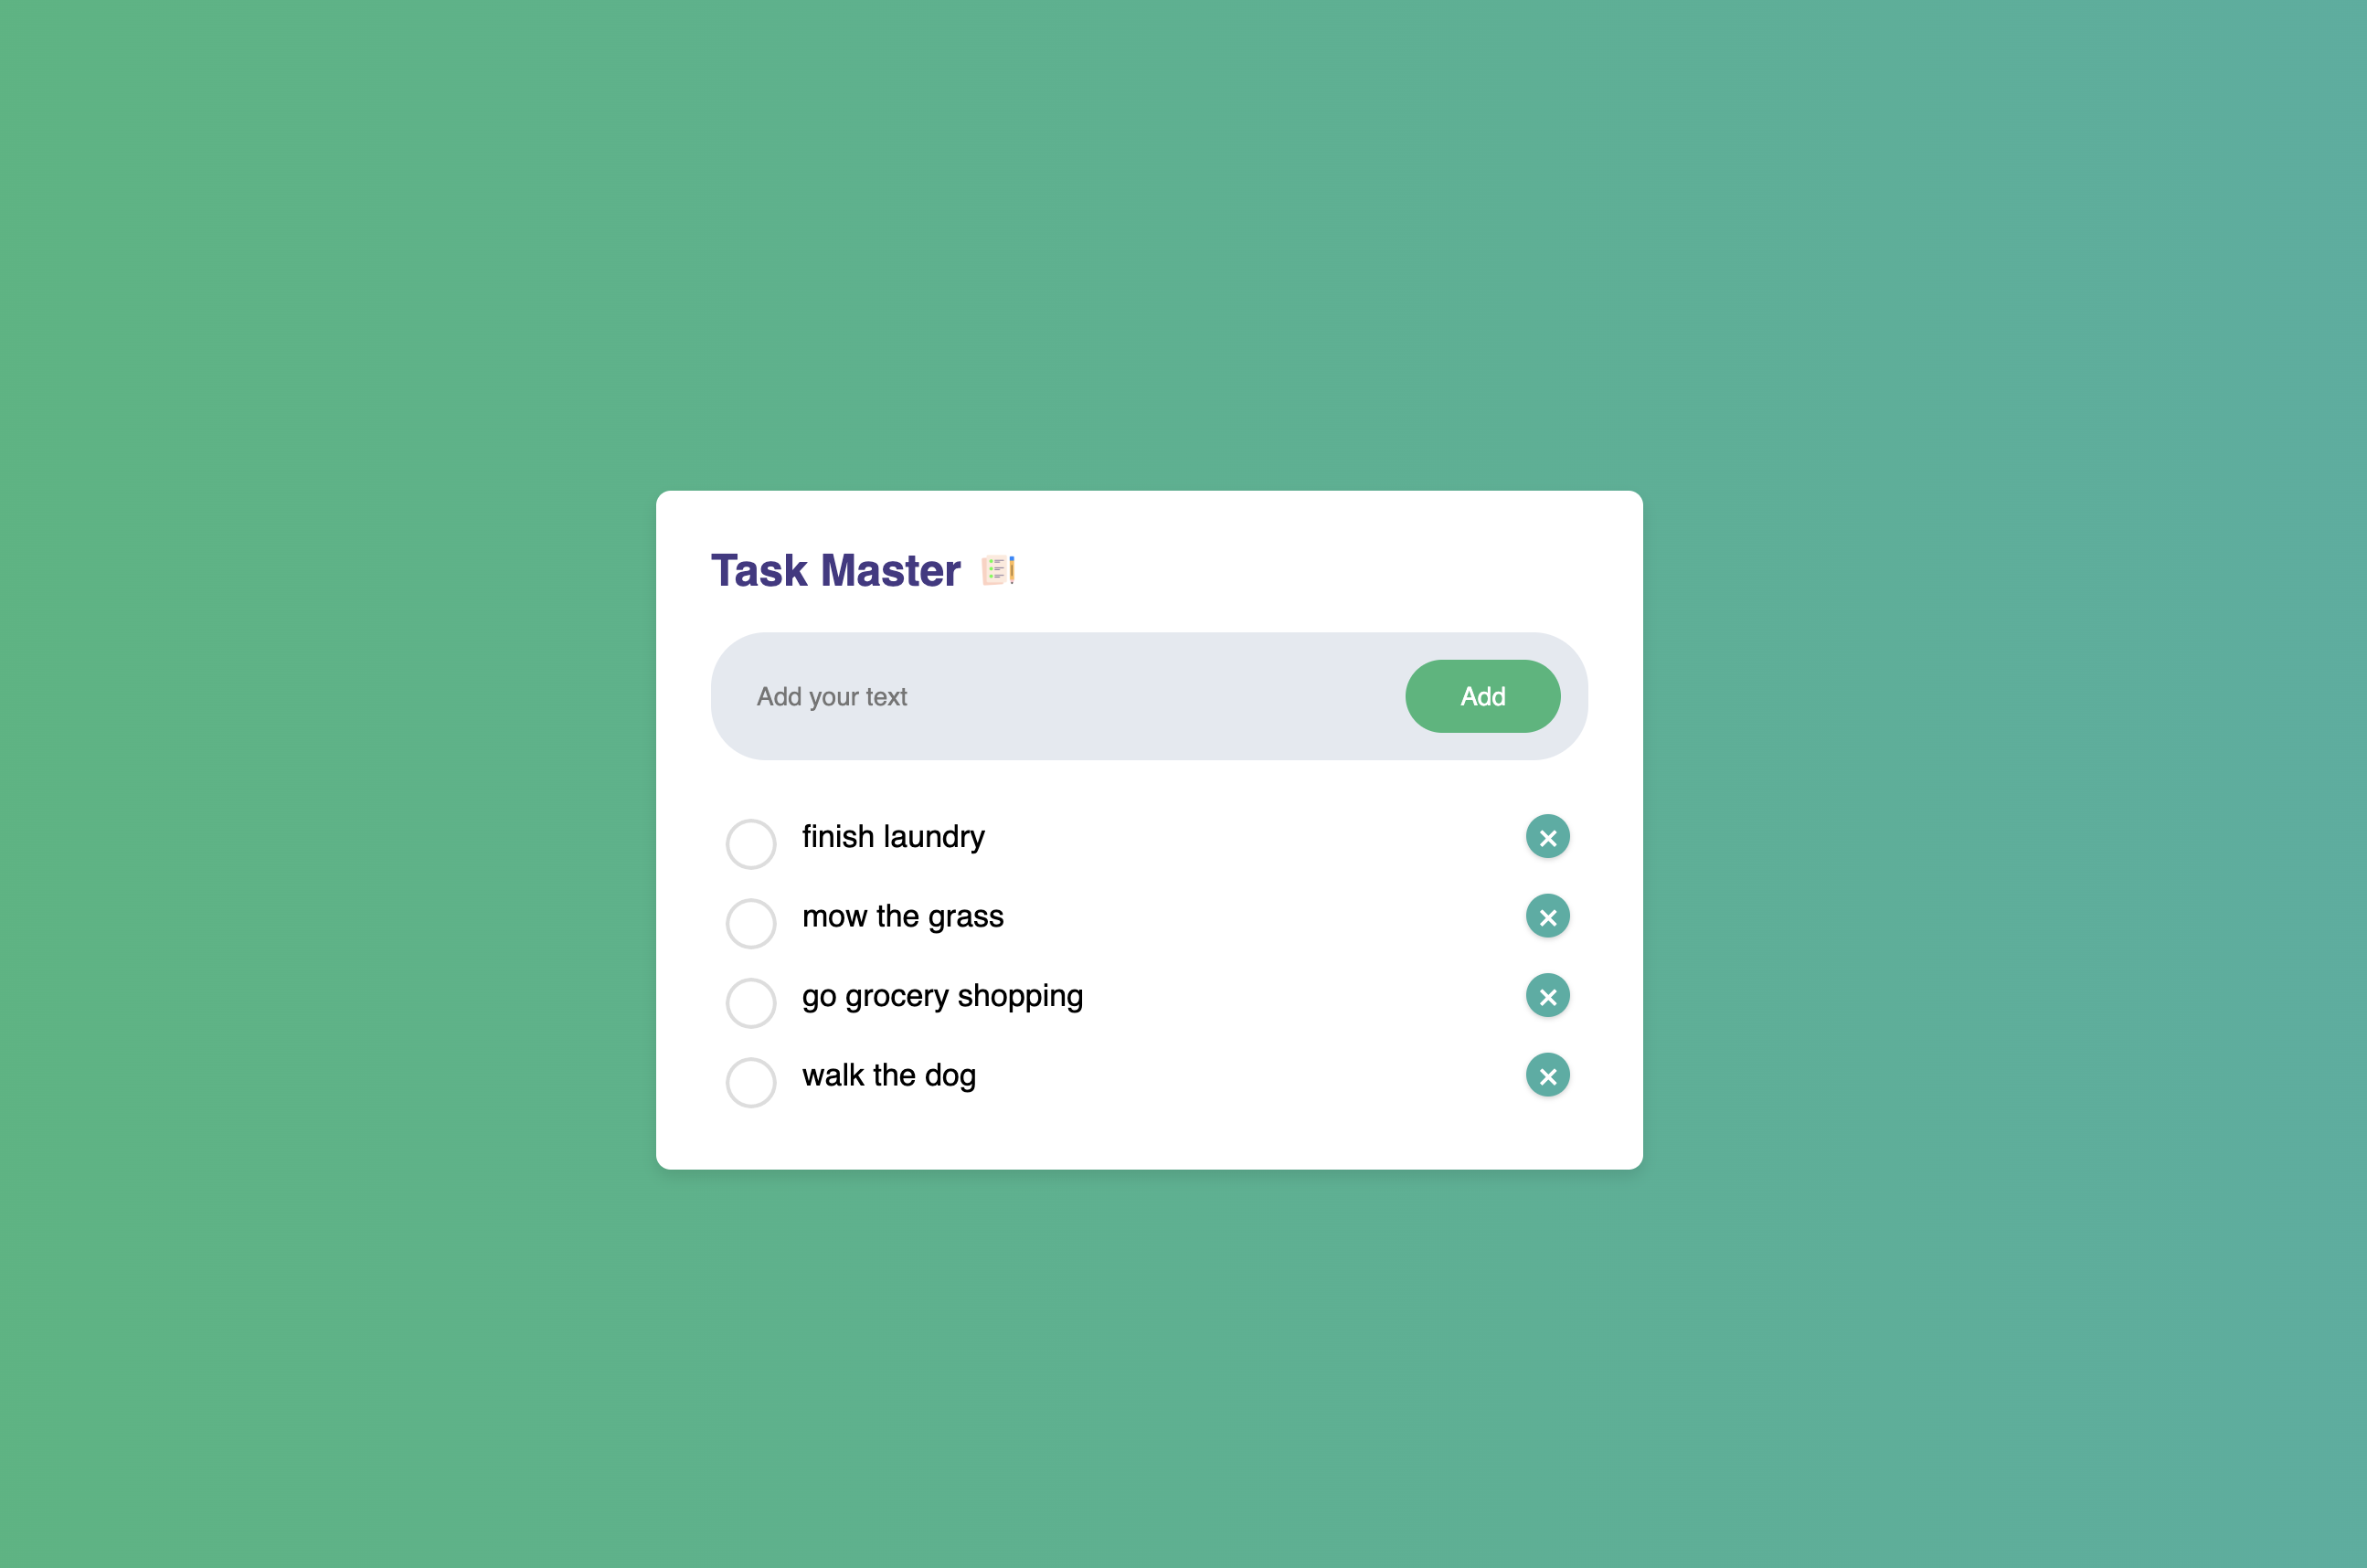 Task Master
Add your text
Add
finish laundry
mow the grass
go grocery shopping
walk the dog